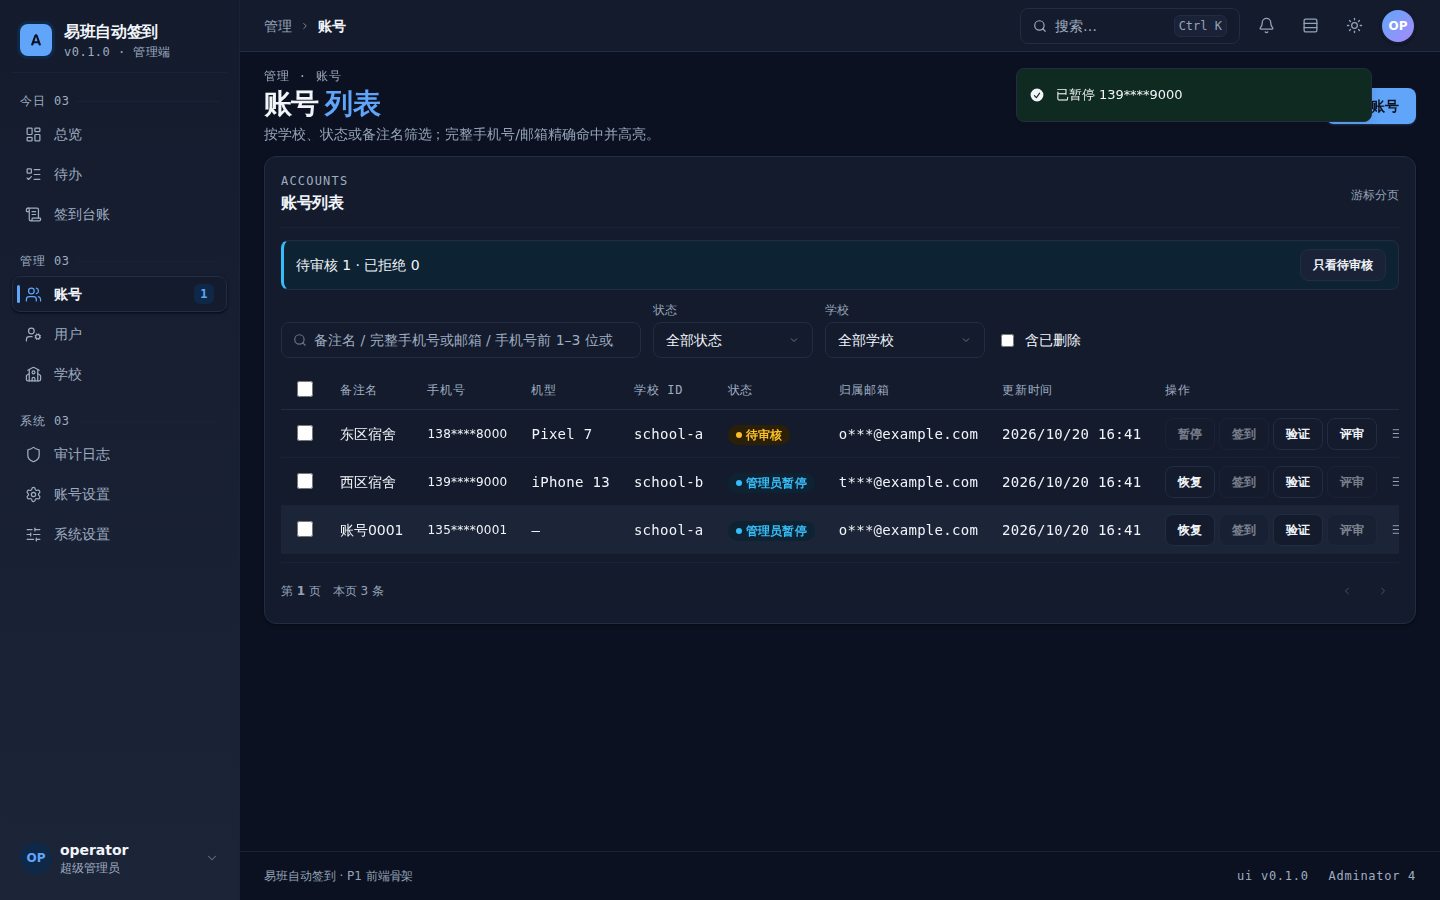 A
易班自动签到
v0.1.0 · 管理端
今日 03
总览
待办
签到台账
管理 03
账号 1
用户
学校
系统 03
审计日志
账号设置
系统设置
OP
operator
超级管理员
管理 › 账号
搜索... Ctrl K
OP
管理 · 账号
账号 列表
按学校、状态或备注名筛选；完整手机号/邮箱精确命中并高亮。
已暂停 139****9000
账号
ACCOUNTS
账号列表
游标分页
待审核 1 · 已拒绝 0
只看待审核
状态 学校
备注名 / 完整手机号或邮箱 / 手机号前 1–3 位或
全部状态 全部学校 含已删除
备注名 手机号 机型 学校 ID 状态 归属邮箱 更新时间 操作
东区宿舍 138****8000 Pixel 7 school-a 待审核 o***@example.com 2026/10/20 16:41 暂停 签到 验证 评审
西区宿舍 139****9000 iPhone 13 school-b 管理员暂停 t***@example.com 2026/10/20 16:41 恢复 签到 验证 评审
账号0001 135****0001 — school-a 管理员暂停 o***@example.com 2026/10/20 16:41 恢复 签到 验证 评审
第 1 页 本页 3 条
‹ ›
易班自动签到 · P1 前端骨架
ui v0.1.0 Adminator 4